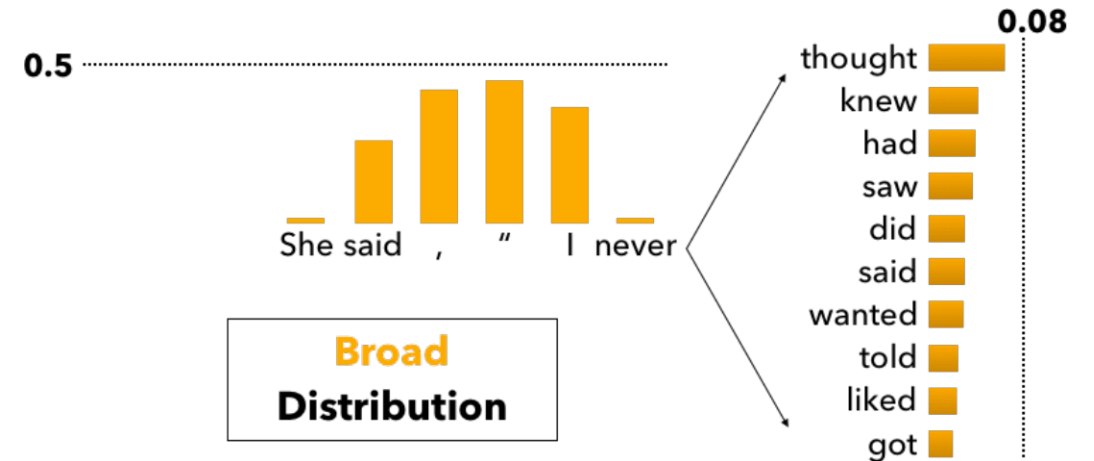 0.5
She said , “ I never
Broad
Distribution
0.08
thought
knew
had
saw
did
said
wanted
told
liked
got